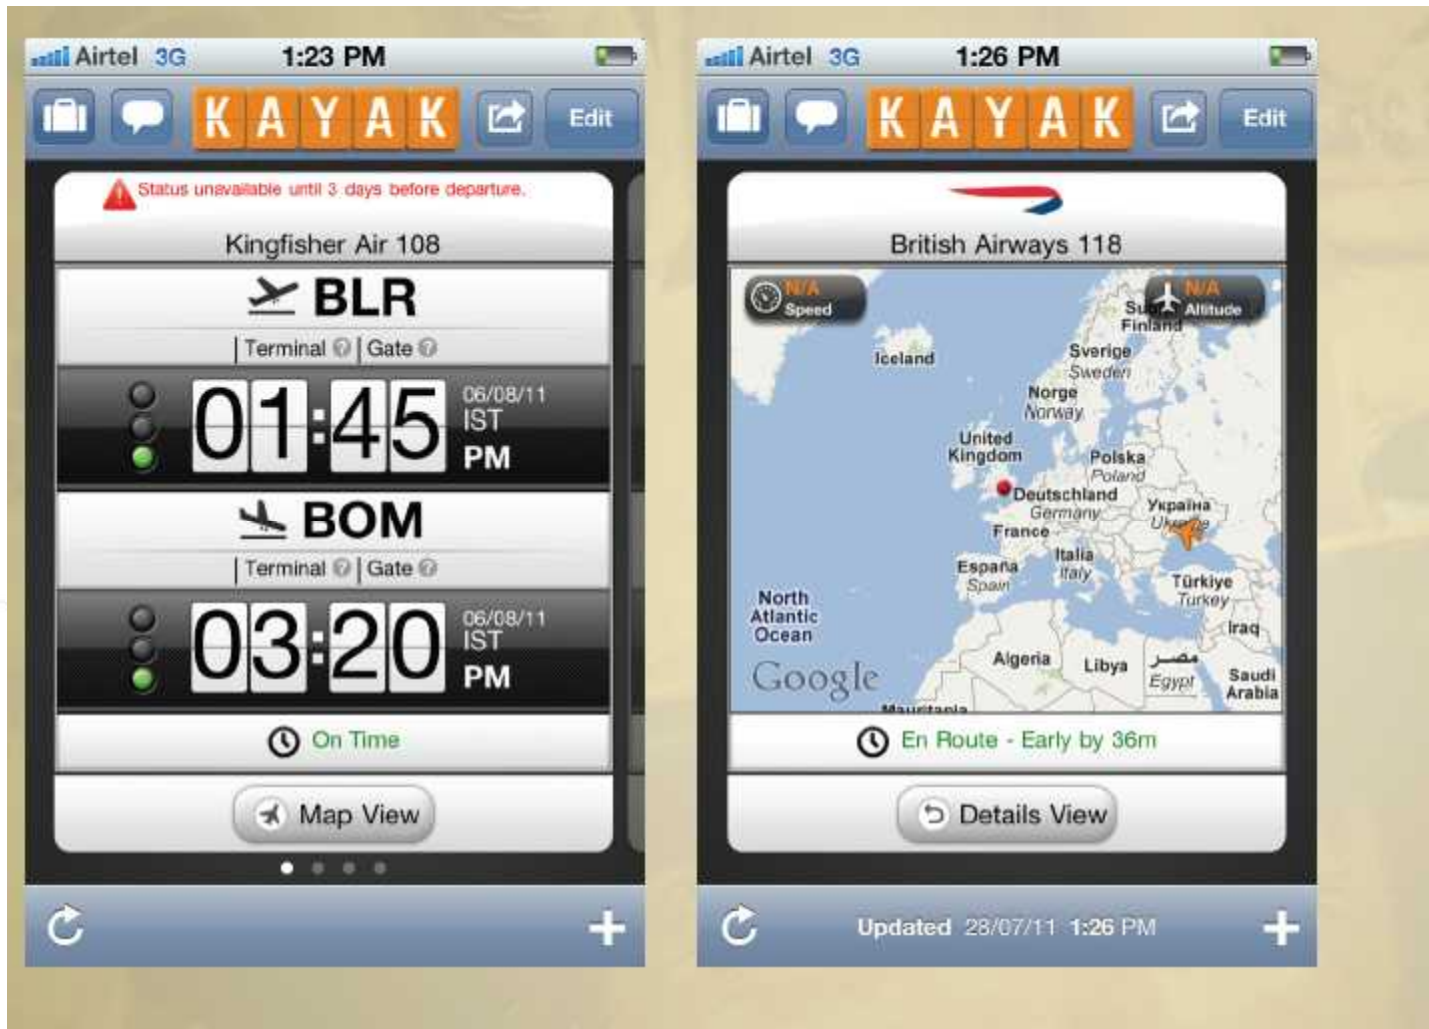 Airtel 3G 1:23 PM
KAYAK
Edit
Status unavailable until 3 days before departure.
Kingfisher Air 108
BLR
| Terminal ? | Gate ?
01:45
06/08/11
IST
PM
BOM
| Terminal ? | Gate ?
03:20
06/08/11
IST
PM
On Time
Map View
Airtel 3G 1:26 PM
KAYAK
Edit
British Airways 118
N/A
Speed
N/A
Altitude
Finland
Iceland
Sverige
Sweden
Norge
Norway
United
Kingdom
Polska
Poland
Deutschland
Germany
Україна
France
Italia
Italy
España
Spain
Türkiye
Turkey
North
Atlantic
Ocean
Iraq
Algeria
Libya
مصر
Egypt
Saudi
Arabia
Google
Mauritania
En Route - Early by 36m
Details View
Updated 28/07/11 1:26 PM